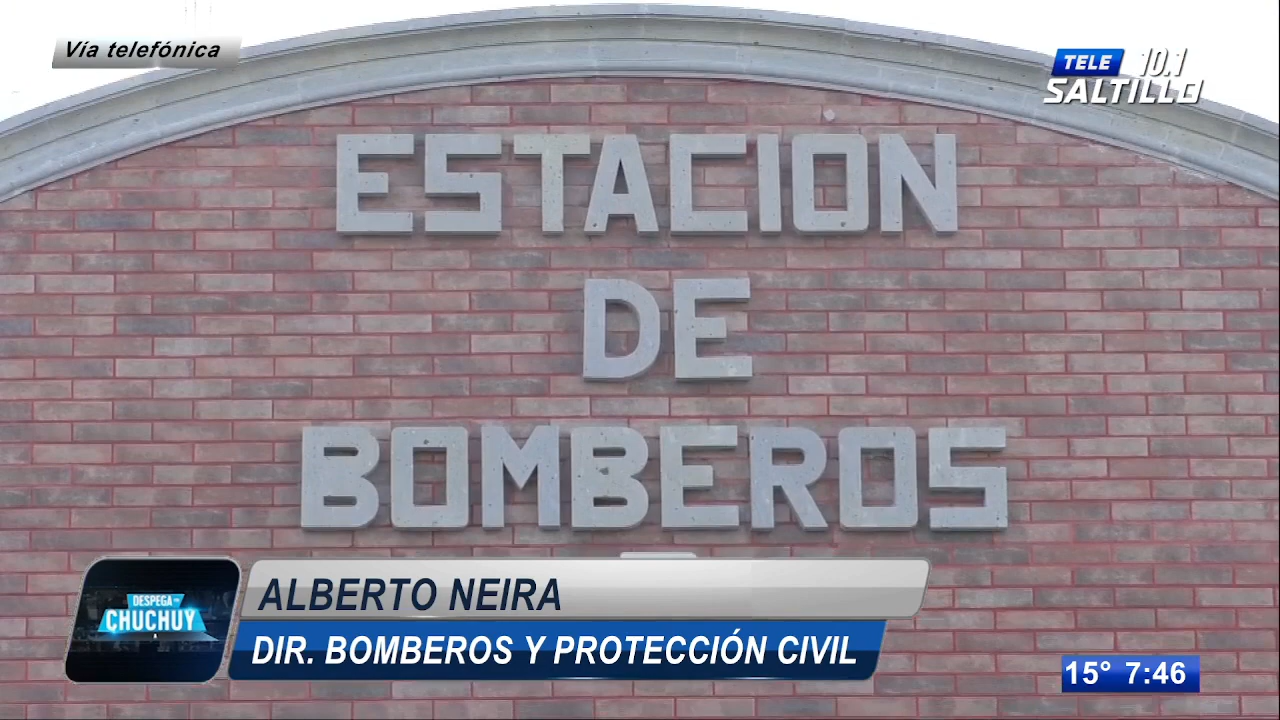 Vía telefónica
TELE 10.1
SALTILLO
ESTACION
DE
BOMBEROS
DESPEGA
CHUCHUY
ALBERTO NEIRA
DIR. BOMBEROS Y PROTECCIÓN CIVIL
15° 7:46